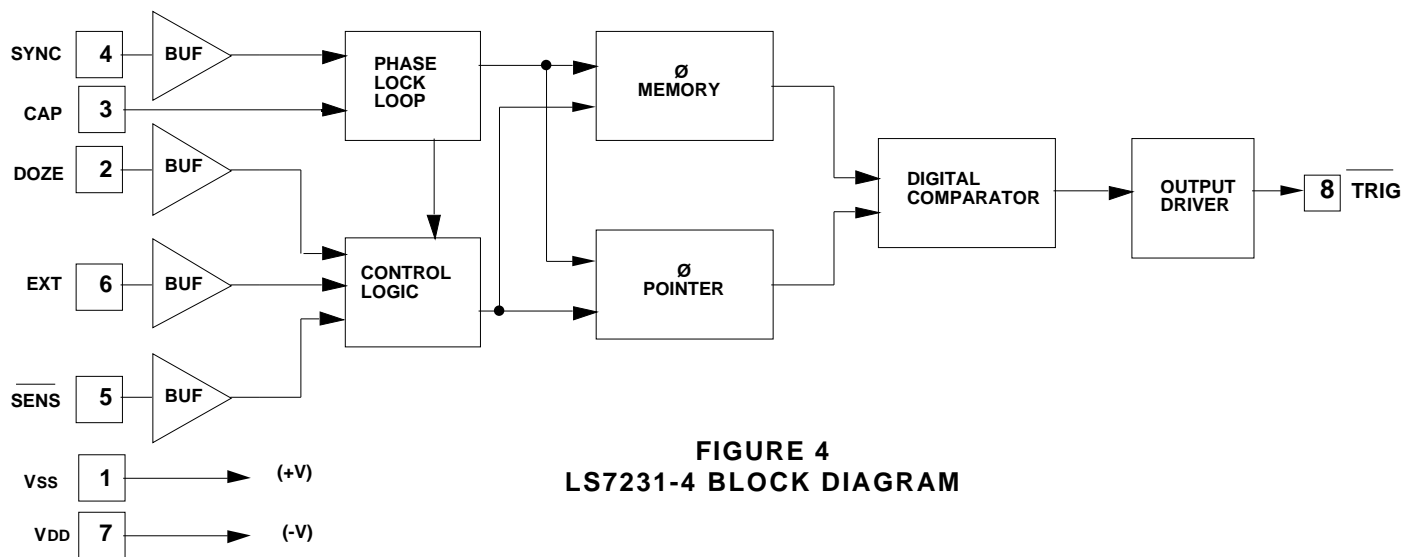 SYNC 4 BUF
CAP 3
DOZE 2 BUF
EXT 6 BUF
SENS 5 BUF
VSS 1 (+V)
VDD 7 (-V)
PHASE
LOCK
LOOP
CONTROL
LOGIC
Ø
MEMORY
Ø
POINTER
DIGITAL
COMPARATOR
OUTPUT
DRIVER
8 TRIG
FIGURE 4
LS7231-4 BLOCK DIAGRAM